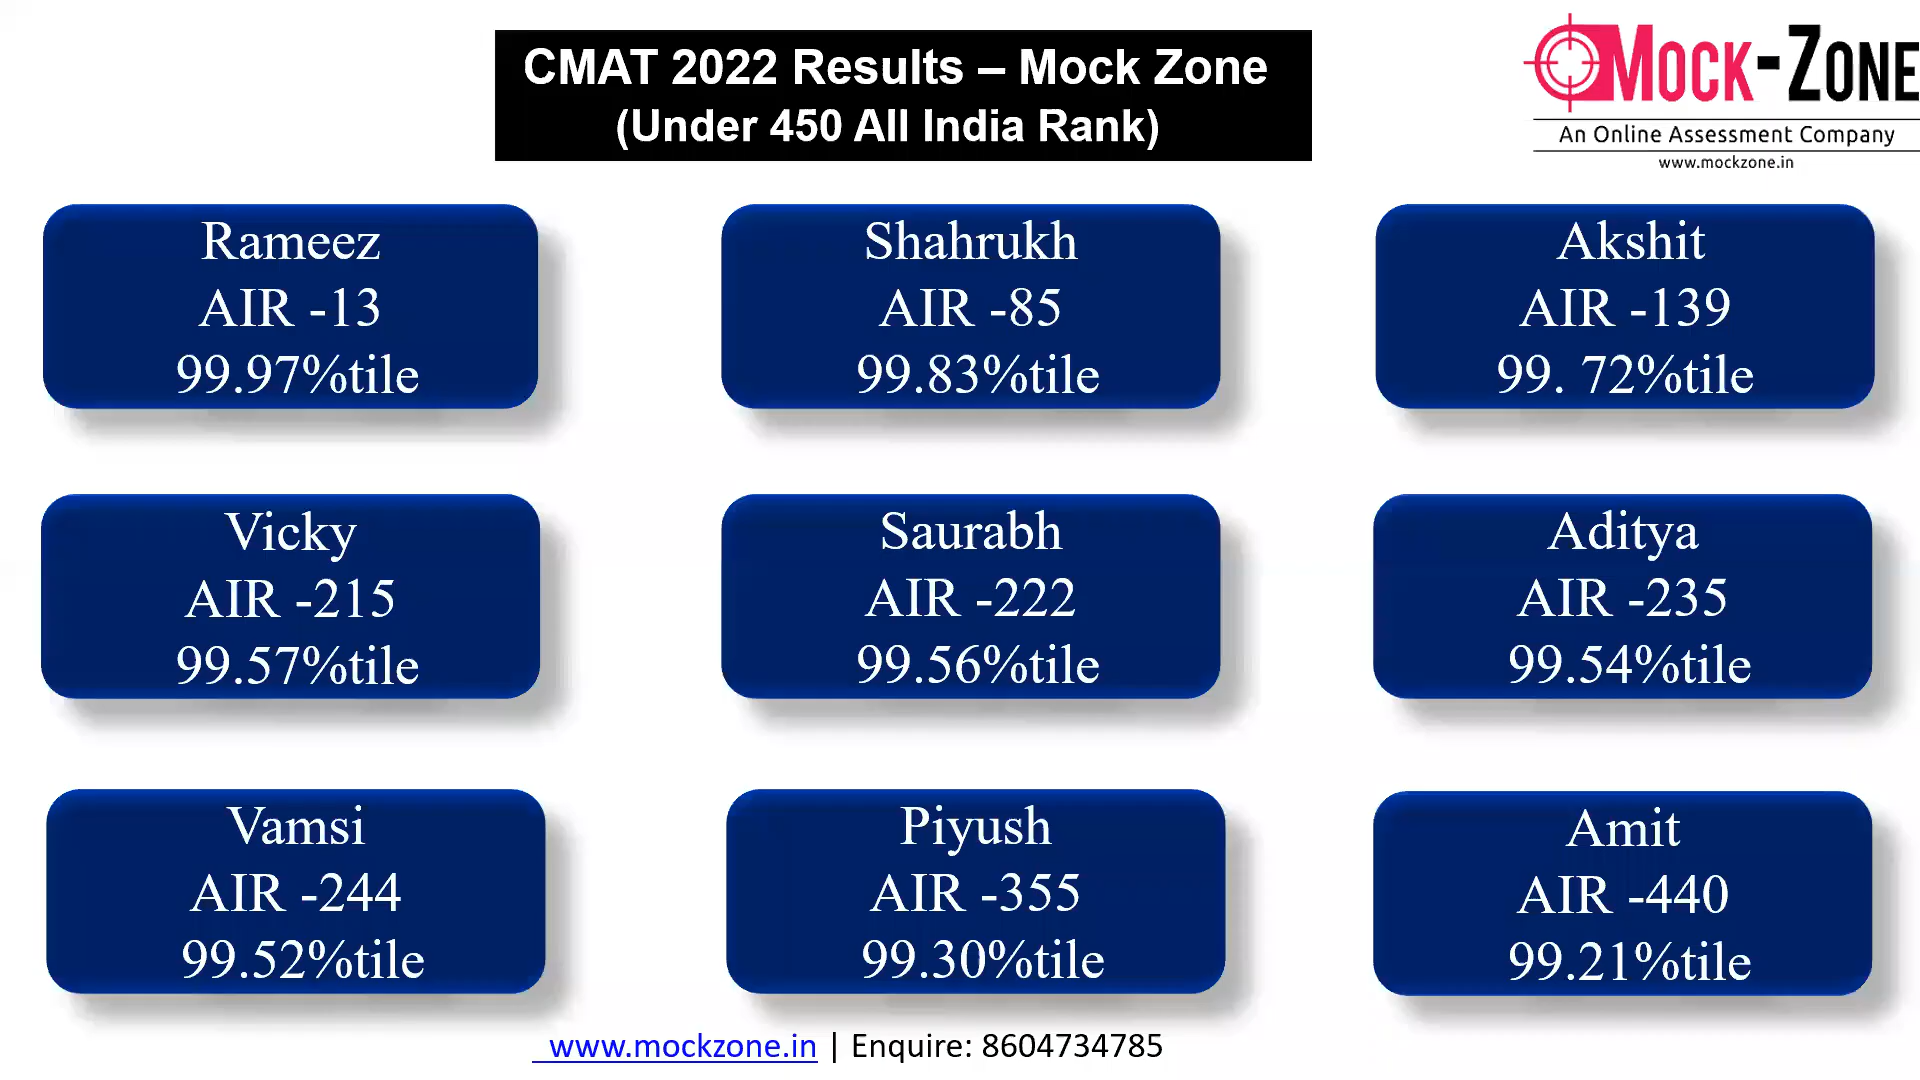 CMAT 2022 Results – Mock Zone
(Under 450 All India Rank)
Mock-Zone
An Online Assessment Company
www.mockzone.in
Rameez
AIR -13
99.97%tile
Shahrukh
AIR -85
99.83%tile
Akshit
AIR -139
99. 72%tile
Vicky
AIR -215
99.57%tile
Saurabh
AIR -222
99.56%tile
Aditya
AIR -235
99.54%tile
Vamsi
AIR -244
99.52%tile
Piyush
AIR -355
99.30%tile
Amit
AIR -440
99.21%tile
www.mockzone.in | Enquire: 8604734785